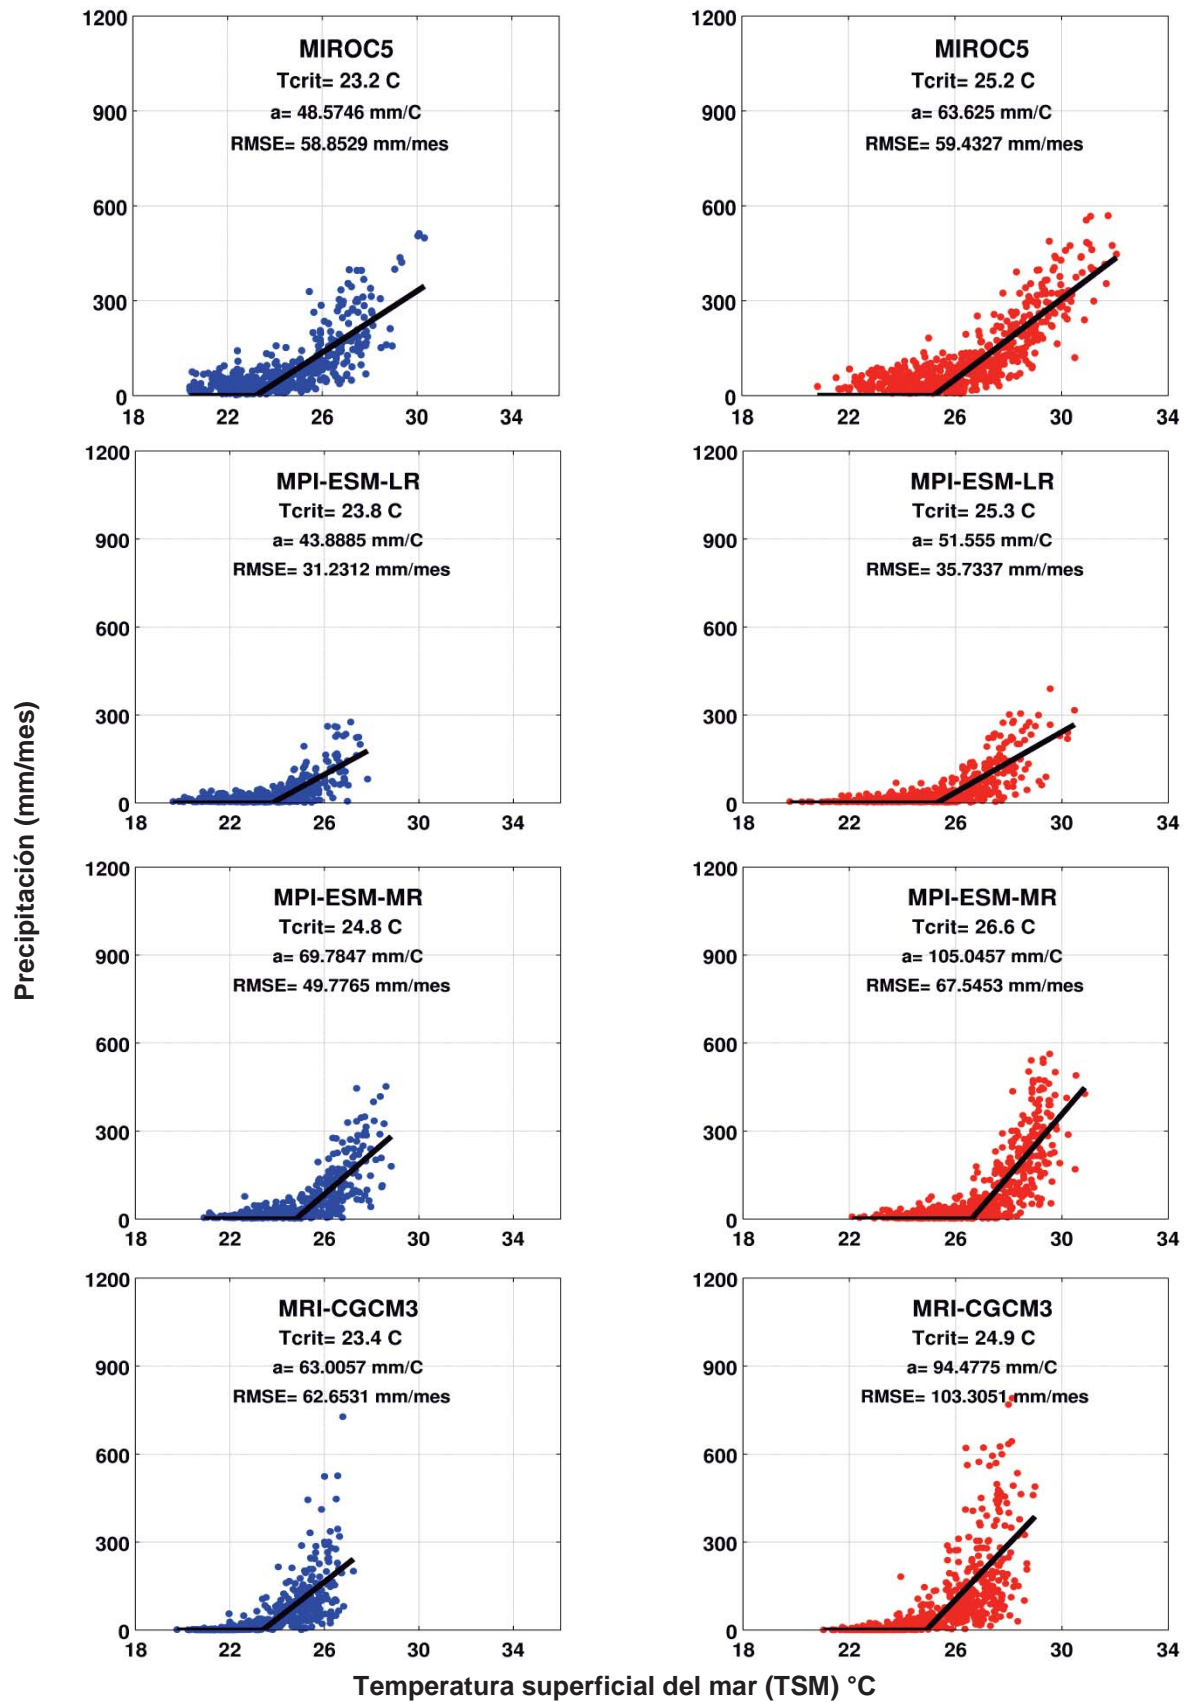 1200
MIROC5
Tcrit= 23.2 C
a= 48.5746 mm/C
900
RMSE= 58.8529 mm/mes
600
300
0
18 22 26 30 34
1200
MIROC5
Tcrit= 25.2 C
a= 63.625 mm/C
900
RMSE= 59.4327 mm/mes
600
300
0
18 22 26 30 34
1200
MPI-ESM-LR
Tcrit= 23.8 C
900
a= 43.8885 mm/C
RMSE= 31.2312 mm/mes
600
300
0
18 22 26 30 34
1200
MPI-ESM-LR
Tcrit= 25.3 C
900
a= 51.555 mm/C
RMSE= 35.7337 mm/mes
600
300
0
18 22 26 30 34
Precipitación (mm/mes)
1200
MPI-ESM-MR
Tcrit= 24.8 C
900
a= 69.7847 mm/C
RMSE= 49.7765 mm/mes
600
300
0
18 22 26 30 34
1200
MPI-ESM-MR
Tcrit= 26.6 C
900
a= 105.0457 mm/C
RMSE= 67.5453 mm/mes
600
300
0
18 22 26 30 34
1200
MRI-CGCM3
Tcrit= 23.4 C
900
a= 63.0057 mm/C
RMSE= 62.6531 mm/mes
600
300
0
18 22 26 30 34
1200
MRI-CGCM3
Tcrit= 24.9 C
900
a= 94.4775 mm/C
RMSE= 103.3051 mm/mes
600
300
0
18 22 26 30 34
Temperatura superficial del mar (TSM) °C